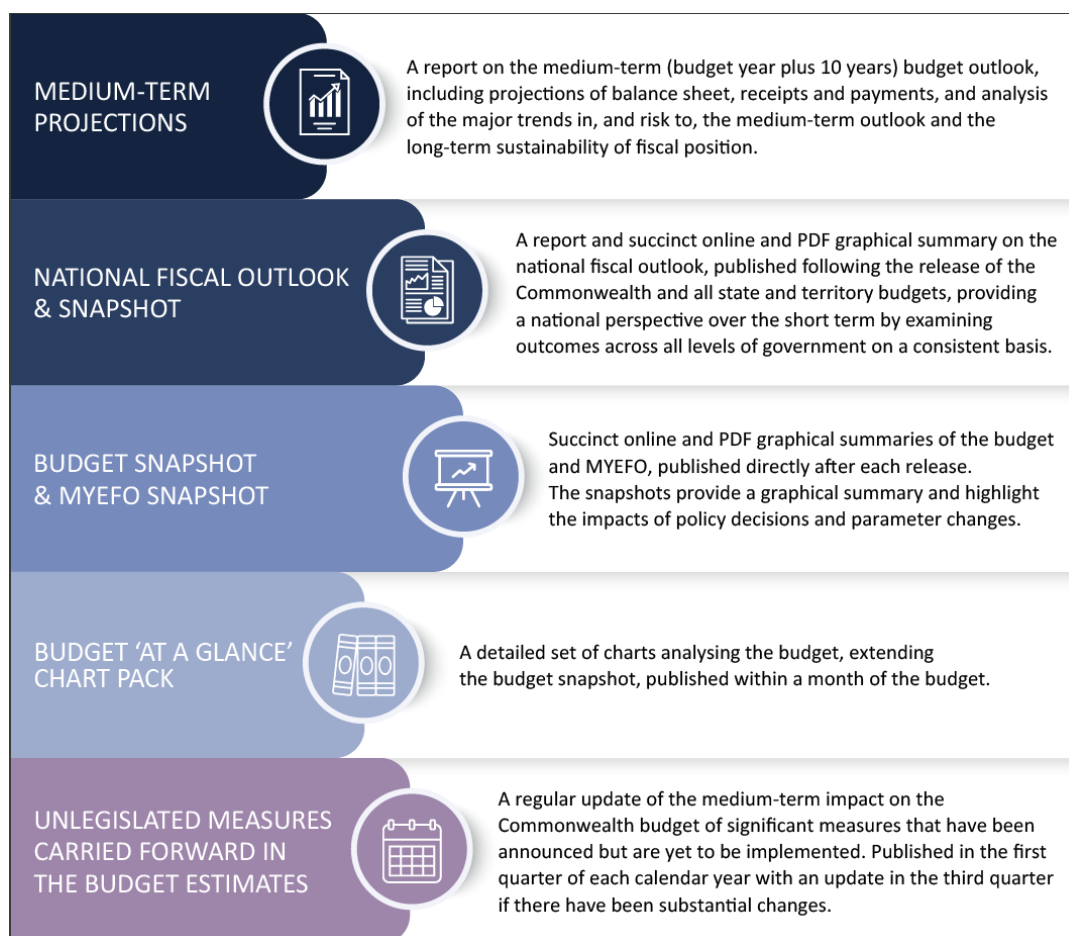 MEDIUM-TERM
PROJECTIONS
A report on the medium-term (budget year plus 10 years) budget outlook,
including projections of balance sheet, receipts and payments, and analysis
of the major trends in, and risk to, the medium-term outlook and the
long-term sustainability of fiscal position.
NATIONAL FISCAL OUTLOOK
& SNAPSHOT
A report and succinct online and PDF graphical summary on the
national fiscal outlook, published following the release of the
Commonwealth and all state and territory budgets, providing
a national perspective over the short term by examining
outcomes across all levels of government on a consistent basis.
BUDGET SNAPSHOT
& MYEFO SNAPSHOT
Succinct online and PDF graphical summaries of the budget
and MYEFO, published directly after each release.
The snapshots provide a graphical summary and highlight
the impacts of policy decisions and parameter changes.
BUDGET ‘AT A GLANCE’
CHART PACK
A detailed set of charts analysing the budget, extending
the budget snapshot, published within a month of the budget.
UNLEGISLATED MEASURES
CARRIED FORWARD IN
THE BUDGET ESTIMATES
A regular update of the medium-term impact on the
Commonwealth budget of significant measures that have been
announced but are yet to be implemented. Published in the first
quarter of each calendar year with an update in the third quarter
if there have been substantial changes.